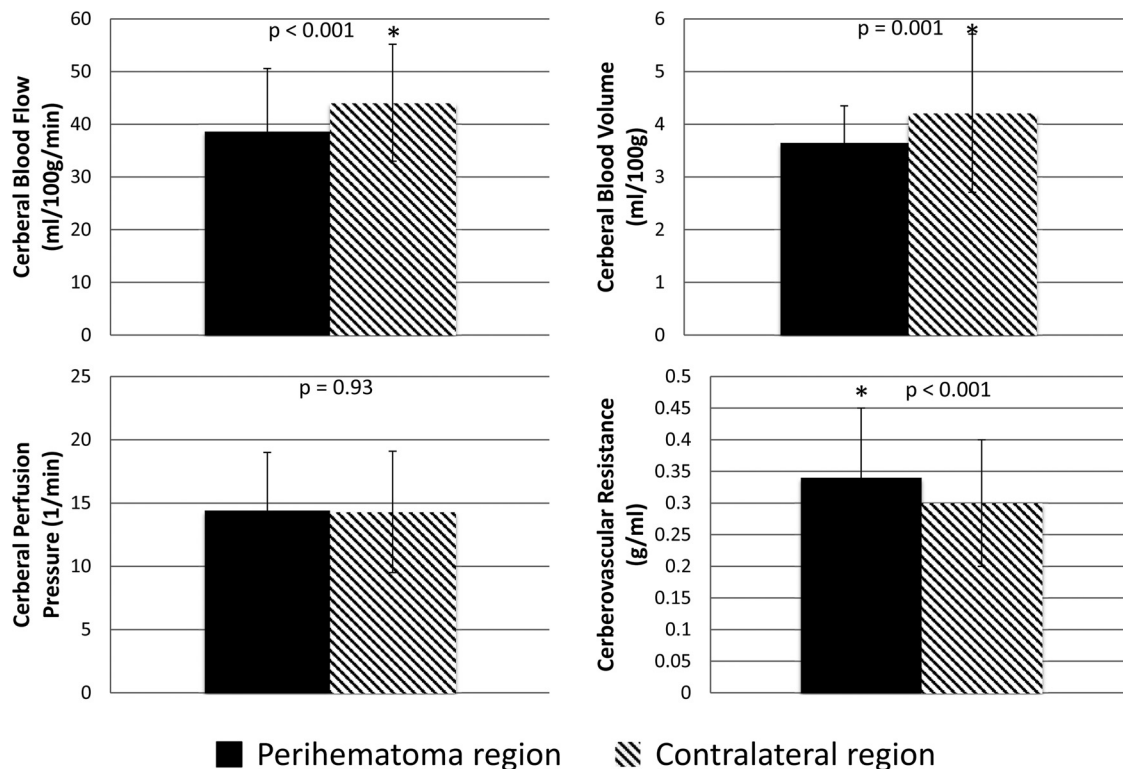 Cerberal Blood Flow
(ml/100g/min)
60
50
40
30
20
10
0
p < 0.001 *
Cerberal Blood Volume
(ml/100g)
6
5
4
3
2
1
0
p = 0.001 *
Cerberal Perfusion
Pressure (1/min)
25
20
15
10
5
0
p = 0.93
Cerberovascular Resistance
(g/ml)
0.5
0.45
0.4
0.35
0.3
0.25
0.2
0.15
0.1
0.05
0
* p < 0.001
Perihematoma region
Contralateral region